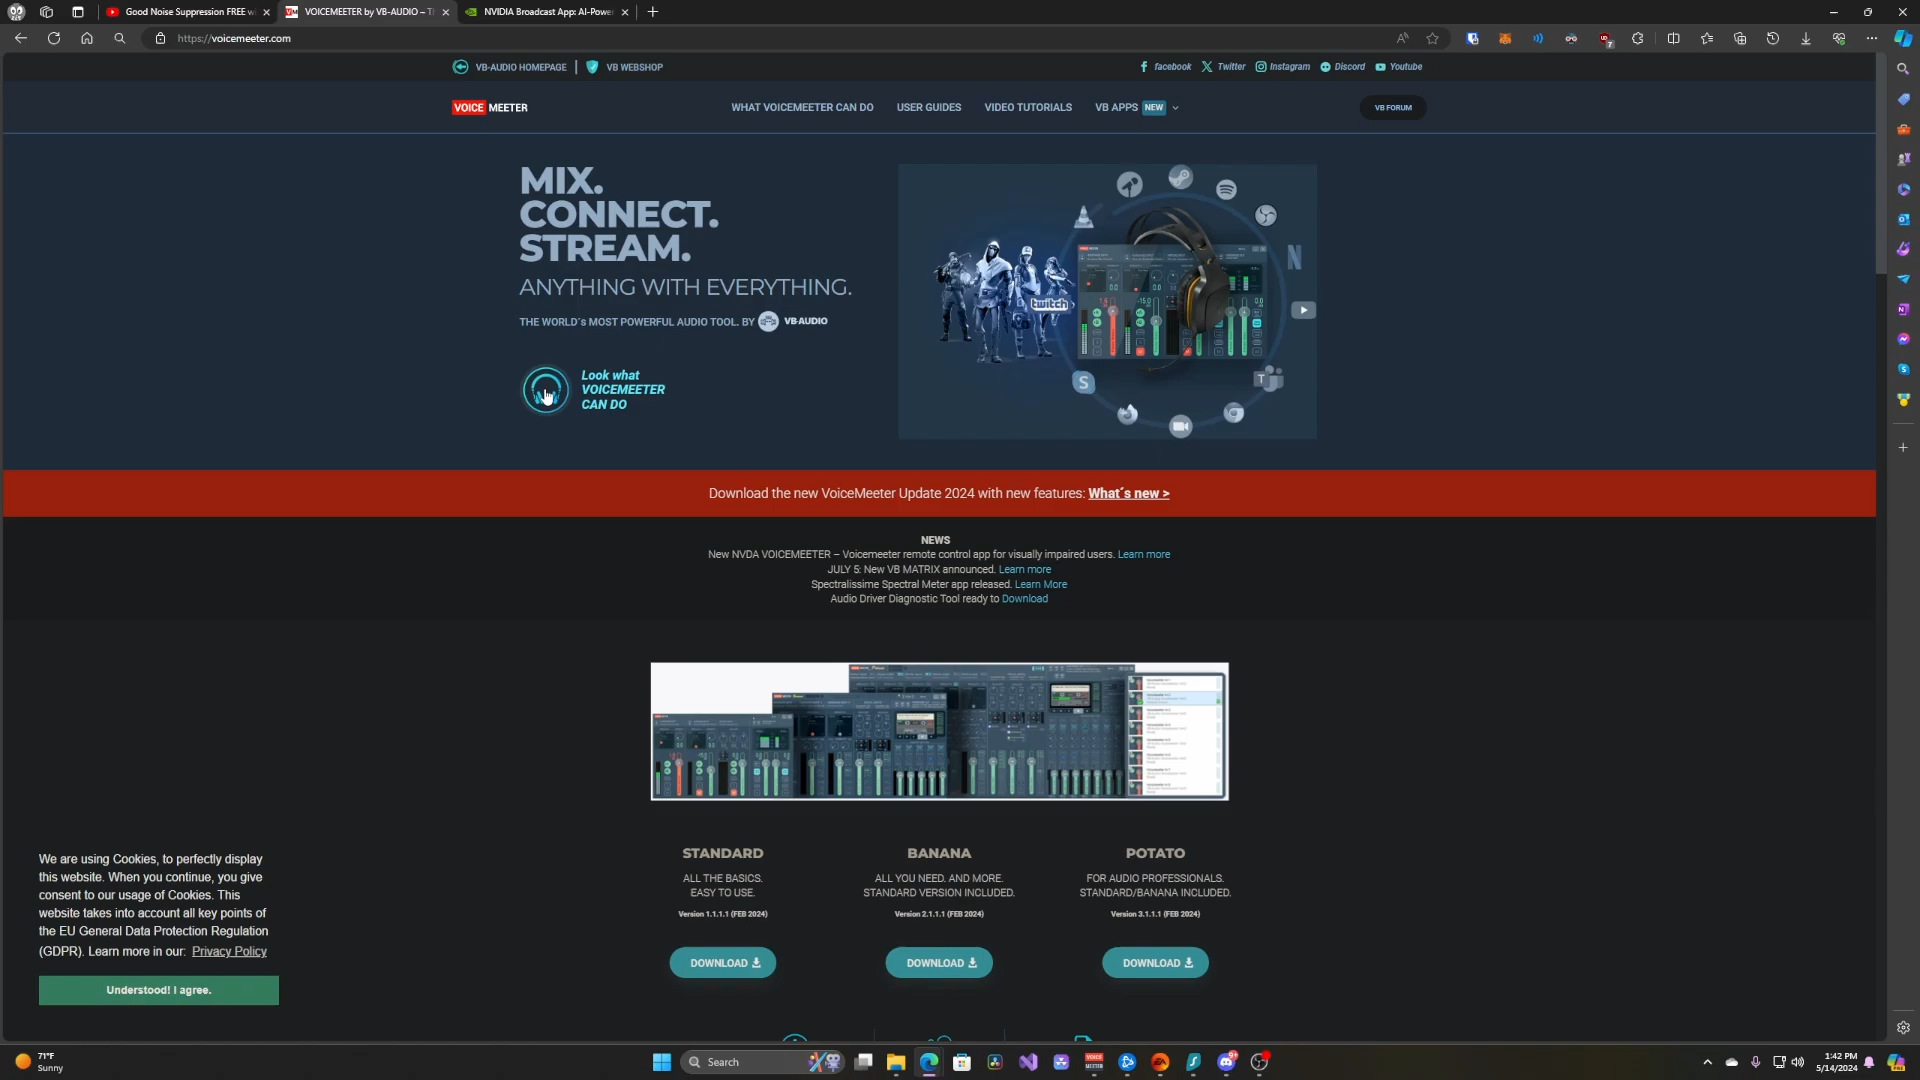 Good Noise Suppression FREE wi
VOICEMEETER by VB-AUDIO – Th
NVIDIA Broadcast App: AI-Power
https://voicemeeter.com
VB-AUDIO HOMEPAGE
VB WEBSHOP
facebook
Twitter
Instagram
Discord
Youtube
VOICE MEETER
WHAT VOICEMEETER CAN DO
USER GUIDES
VIDEO TUTORIALS
VB APPS NEW
VB FORUM
MIX.
CONNECT.
STREAM.
ANYTHING WITH EVERYTHING.
THE WORLD´s MOST POWERFUL AUDIO TOOL. BY VB-AUDIO
Look what
VOICEMEETER
CAN DO
twitch
Download the new VoiceMeeter Update 2024 with new features: What´s new >
NEWS
New NVDA VOICEMEETER – Voicemeeter remote control app for visually impaired users. Learn more
JULY 5: New VB MATRIX announced. Learn more
Spectralissime Spectral Meter app released. Learn More
Audio Driver Diagnostic Tool ready to Download
STANDARD
ALL THE BASICS.
EASY TO USE.
Version 1.1.1.1 (FEB 2024)
DOWNLOAD
BANANA
ALL YOU NEED. AND MORE.
STANDARD VERSION INCLUDED.
Version 2.1.1.1 (FEB 2024)
DOWNLOAD
POTATO
FOR AUDIO PROFESSIONALS.
STANDARD/BANANA INCLUDED.
Version 3.1.1.1 (FEB 2024)
DOWNLOAD
We are using Cookies, to perfectly display
this website. When you continue, you give
consent to our usage of Cookies. This
website takes into account all key points of
the EU General Data Protection Regulation
(GDPR). Learn more in our: Privacy Policy
Understood! I agree.
71°F
Sunny
Search
1:42 PM
5/14/2024